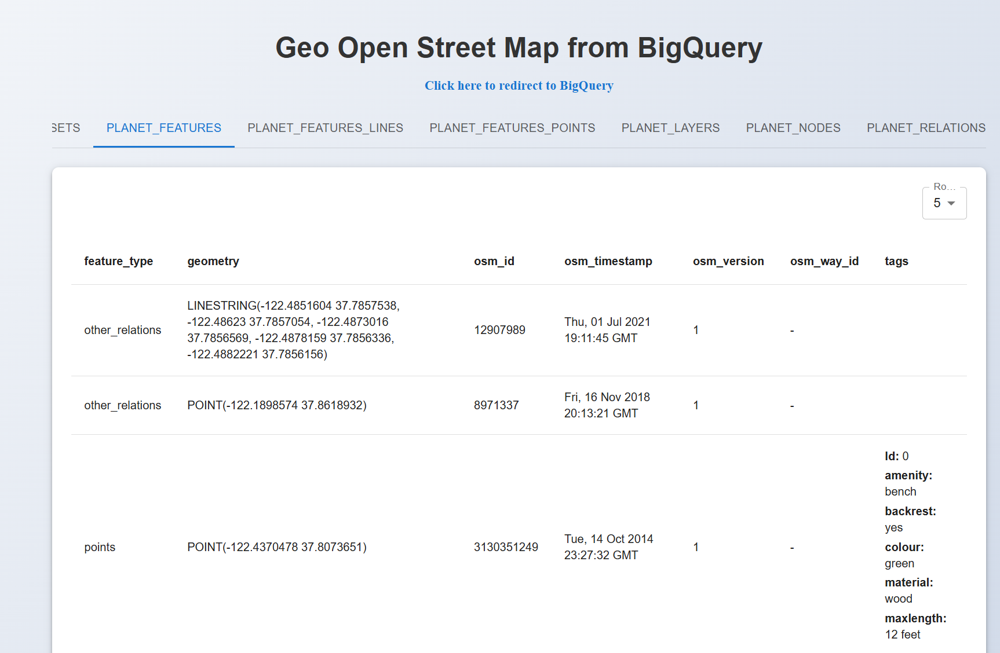 Geo Open Street Map from BigQuery
Click here to redirect to BigQuery
SETS PLANET_FEATURES PLANET_FEATURES_LINES PLANET_FEATURES_POINTS PLANET_LAYERS PLANET_NODES PLANET_RELATIONS
Ro...
5
feature_type geometry osm_id osm_timestamp osm_version osm_way_id tags
LINESTRING(-122.4851604 37.7857538,
-122.48623 37.7857054, -122.4873016
37.7856569, -122.4878159 37.7856336,
-122.4882221 37.7856156)
other_relations 12907989 Thu, 01 Jul 2021
19:11:45 GMT 1 -
other_relations POINT(-122.1898574 37.8618932) 8971337 Fri, 16 Nov 2018
20:13:21 GMT 1 -
points POINT(-122.4370478 37.8073651) 3130351249 Tue, 14 Oct 2014
23:27:32 GMT 1 -
Id: 0
amenity:
bench
backrest:
yes
colour:
green
material:
wood
maxlength:
12 feet